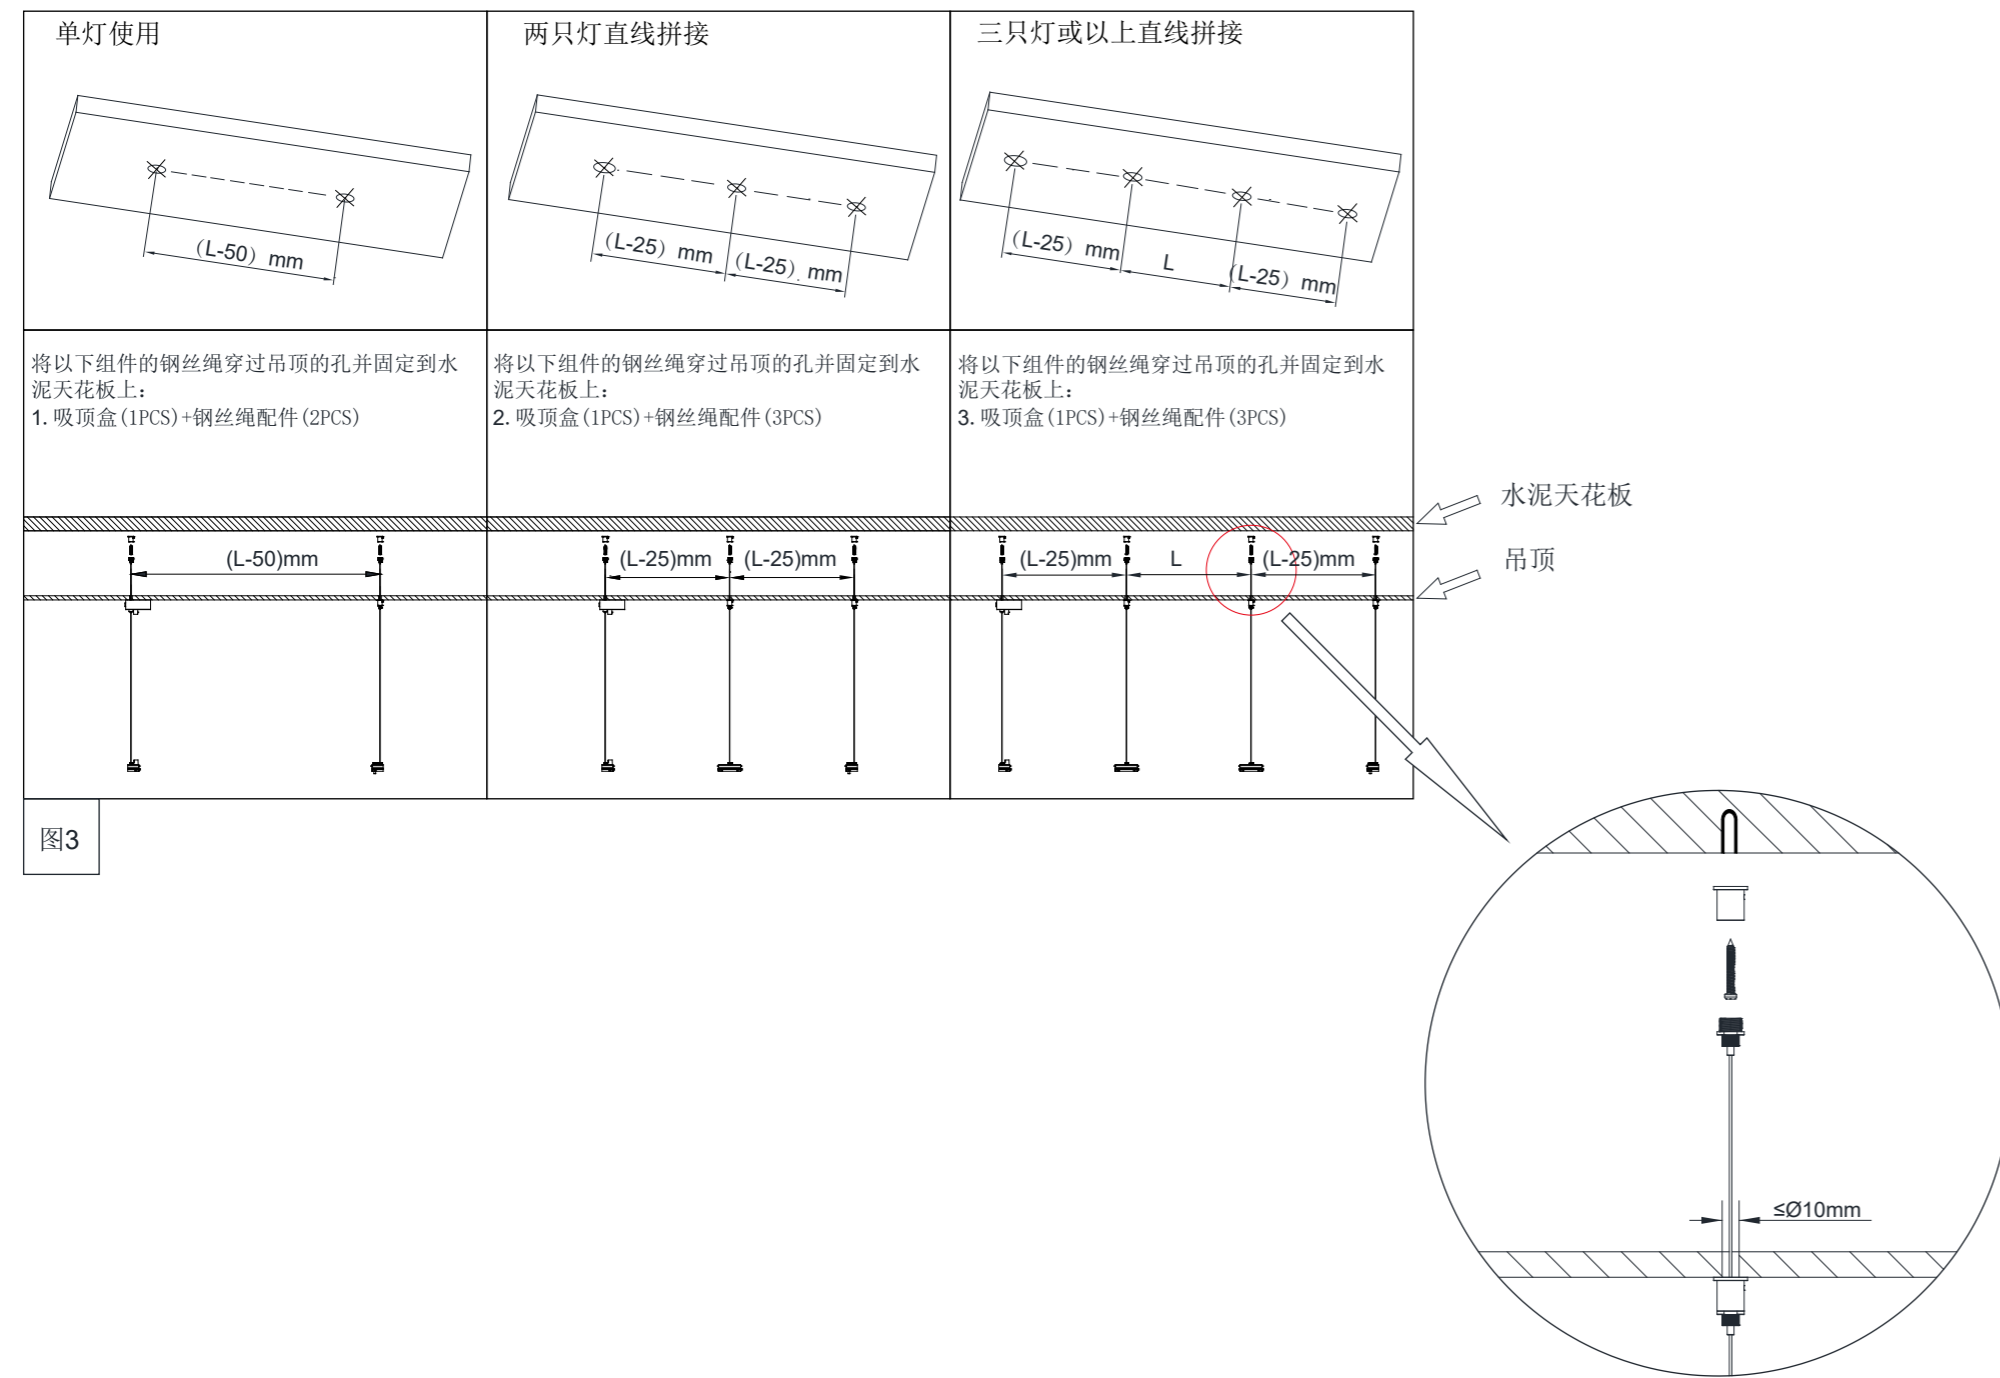 单灯使用
(L-50) mm
两只灯直线拼接
(L-25) mm
(L-25) mm
三只灯或以上直线拼接
(L-25) mm
L
(L-25) mm
将以下组件的钢丝绳穿过吊顶的孔并固定到水
泥天花板上:
1. 吸顶盒(1PCS)+钢丝绳配件(2PCS)
将以下组件的钢丝绳穿过吊顶的孔并固定到水
泥天花板上:
2. 吸顶盒(1PCS)+钢丝绳配件(3PCS)
将以下组件的钢丝绳穿过吊顶的孔并固定到水
泥天花板上:
3. 吸顶盒(1PCS)+钢丝绳配件(3PCS)
水泥天花板
(L-50)mm
(L-25)mm
(L-25)mm
(L-25)mm
L
(L-25)mm
吊顶
图3
≤Ø10mm